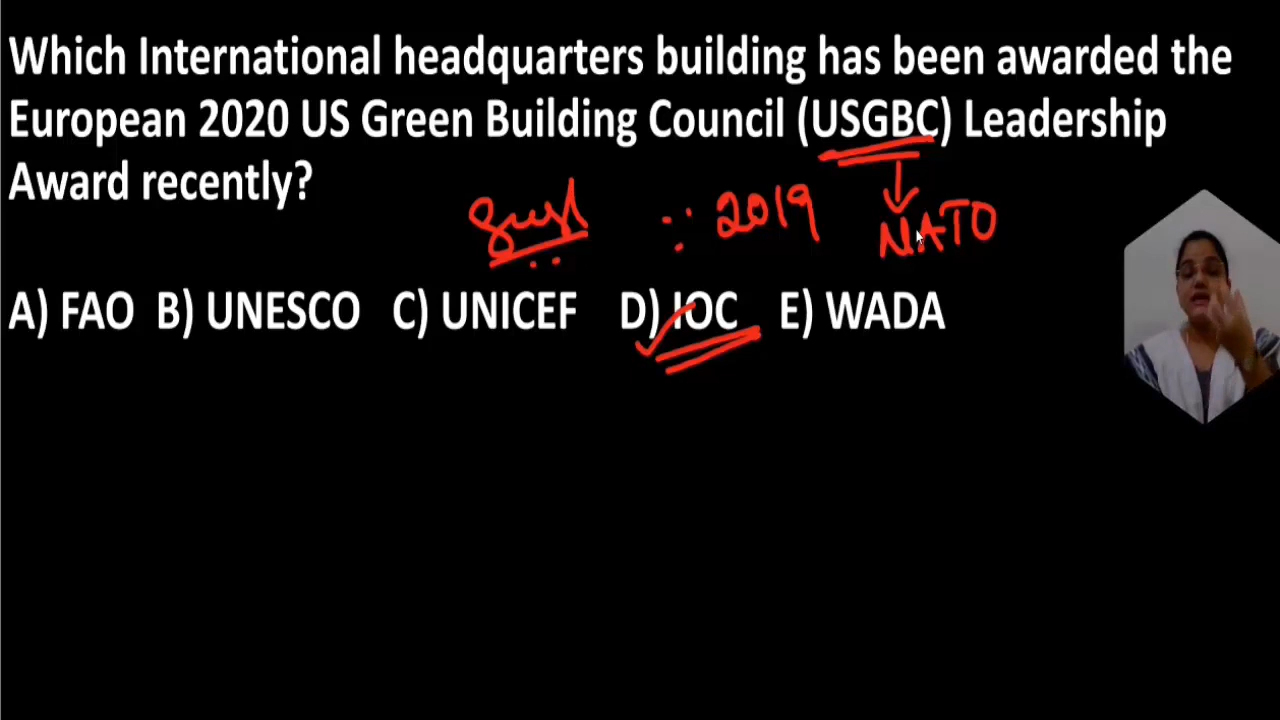 Which International headquarters building has been awarded the
European 2020 US Green Building Council (USGBC) Leadership
Award recently?
2019 NATO
A) FAO B) UNESCO C) UNICEF D) IOC E) WADA